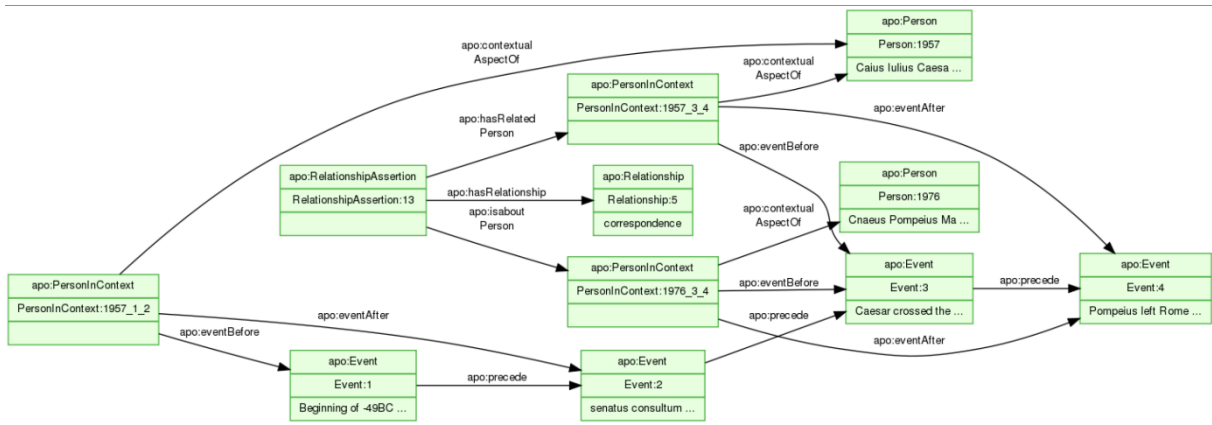 apo:Person
Person:1957
Caius Iulius Caesa ...
apo:contextual
AspectOf
apo:contextual
AspectOf
apo:PersonInContext
PersonInContext:1957_3_4
apo:eventAfter
apo:hasRelated
Person
apo:eventBefore
apo:RelationshipAssertion
RelationshipAssertion:13
apo:hasRelationship
apo:Relationship
Relationship:5
correspondence
apo:Person
Person:1976
Cnaeus Pompeius Ma ...
apo:isabout
Person
apo:contextual
AspectOf
apo:PersonInContext
PersonInContext:1976_3_4
apo:eventBefore
apo:Event
Event:3
Caesar crossed the ...
apo:precede
apo:Event
Event:4
Pompeius left Rome ...
apo:PersonInContext
PersonInContext:1957_1_2
apo:eventAfter
apo:eventBefore
apo:precede
apo:eventAfter
apo:Event
Event:1
Beginning of -49BC ...
apo:precede
apo:Event
Event:2
senatus consultum ...